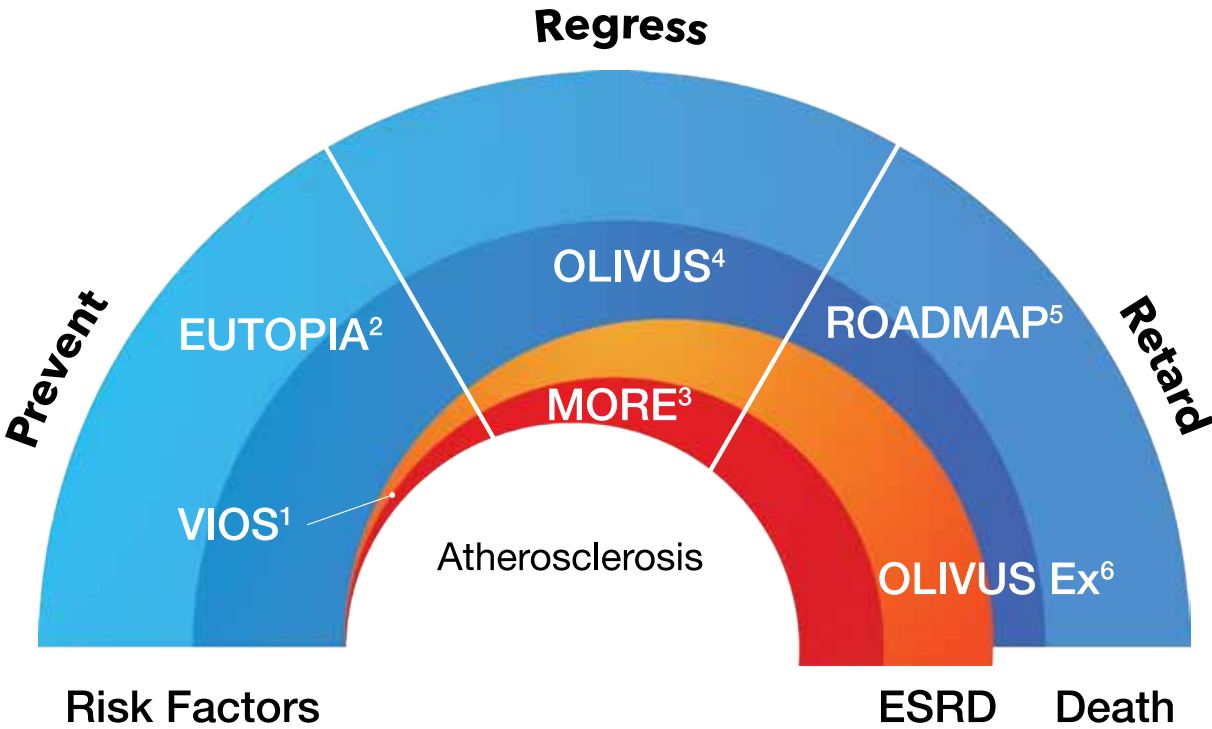 Regress
Prevent
Retard
OLIVUS⁴
EUTOPIA²
ROADMAP⁵
MORE³
VIOS¹
Atherosclerosis
OLIVUS Ex⁶
Risk Factors
ESRD
Death